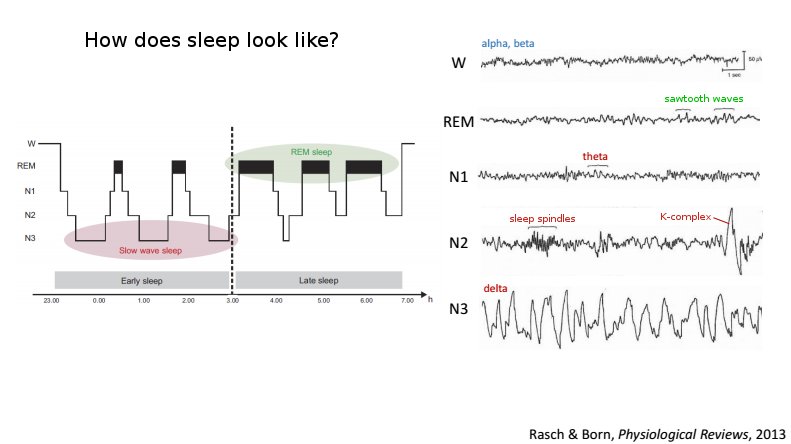 How does sleep look like?
W
REM
N1
N2
N3
REM sleep
Slow wave sleep
Early sleep
Late sleep
23.00 0.00 1.00 2.00 3.00 4.00 5.00 6.00 7.00 h
alpha, beta
W
50 µV
1 sec
sawtooth waves
REM
theta
N1
sleep spindles
K-complex
N2
delta
N3
Rasch & Born, Physiological Reviews, 2013